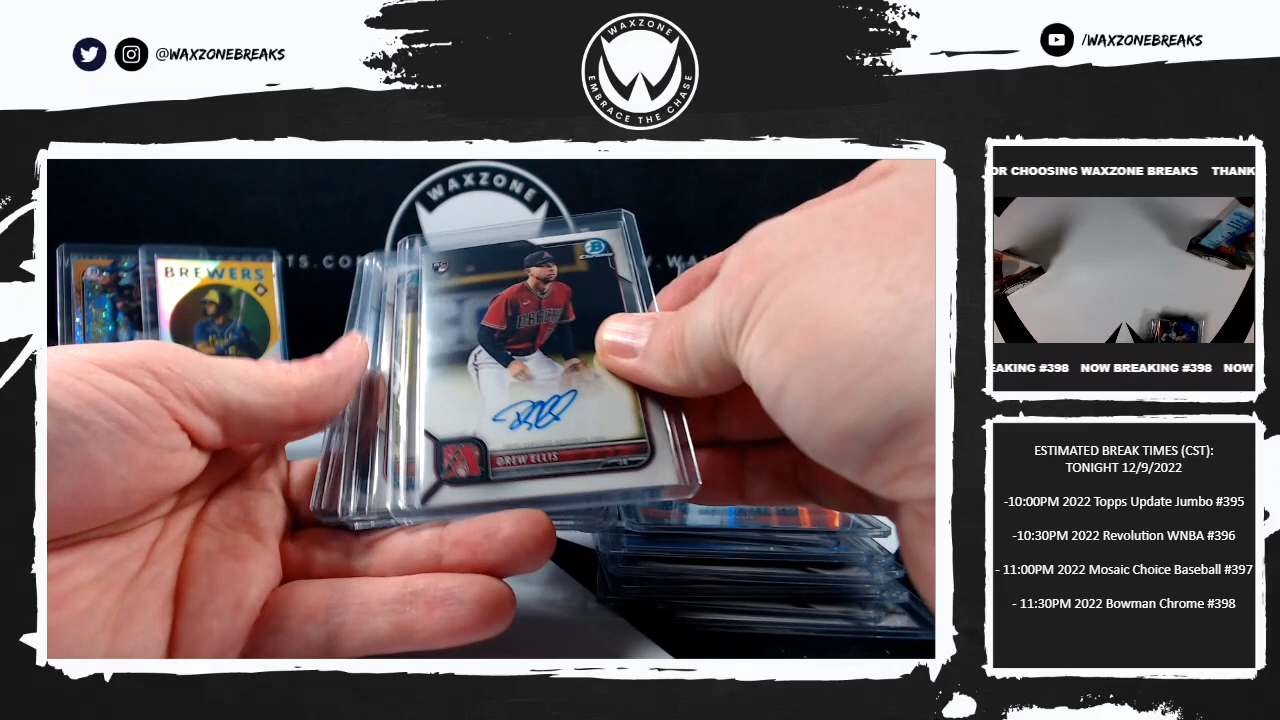 @WAXZONEBREAKS
WAXZONE
EMBRACE THE CHASE
/WAXZONEBREAKS
WAXZONE
OR CHOOSING WAXZONE BREAKS THANK
BREWERS
CHROME
DREW ELLIS
EAKING #398 NOW BREAKING #398 NOW
ESTIMATED BREAK TIMES (CST):
TONIGHT 12/9/2022
-10:00PM 2022 Topps Update Jumbo #395
-10:30PM 2022 Revolution WNBA #396
- 11:00PM 2022 Mosaic Choice Baseball #397
- 11:30PM 2022 Bowman Chrome #398